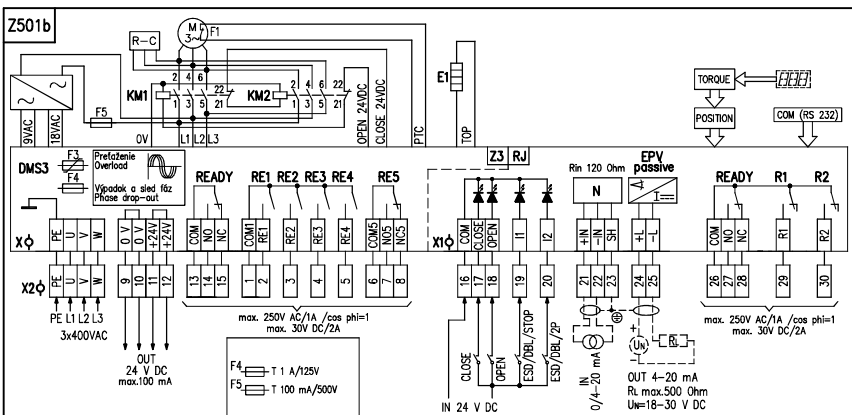 Z501b
R-C
M
3~
F1
2 4 6
22
KM1
1 3 5 21
2 4 6
22
KM2
1 3 5 21
F5
9VAC
18VAC
0V
L1 L2 L3
OPEN 24VDC
CLOSE 24VDC
PTC
E1
TOP
TORQUE
POSITION
COM (RS 232)
DMS3
F3
F4
Preťaženie
Overload
Výpadok a sled fáz
Phase drop-out
READY
RE1 RE2 RE3 RE4
RE5
Z3 RJ
Rin 120 Ohm
N
EPV
passive
READY
R1
R2
X
PE U V W
0 V
0 V
+24V
+24V
COM NO NC
COM1 RE1 RE2 RE3 RE4
COM5 NO5 NC5
X1
COM CLOSE OPEN I1 I2
+IN -IN SH
+L -L
COM NO NC R1 R2
X2
PE U V W
9 10 11 12
13 14 15
1 2 3 4 5
6 7 8
16 17 18 19 20
21 22 23
24 25
26 27 28 29 30
PE L1 L2 L3
3x400VAC
OUT
24 V DC
max.100 mA
max. 250V AC/1A /cos phi=1
max. 30V DC/2A
F4
T 1 A/125V
F5
T 100 mA/500V
CLOSE
OPEN
ESD/DBL/STOP
ESD/DBL/2P
IN 24 V DC
IN
0/4-20 mA
+
UN
-
RL
OUT 4-20 mA
RL max.500 Ohm
UN=18-30 V DC
max. 250V AC/1A /cos phi=1
max. 30V DC/2A